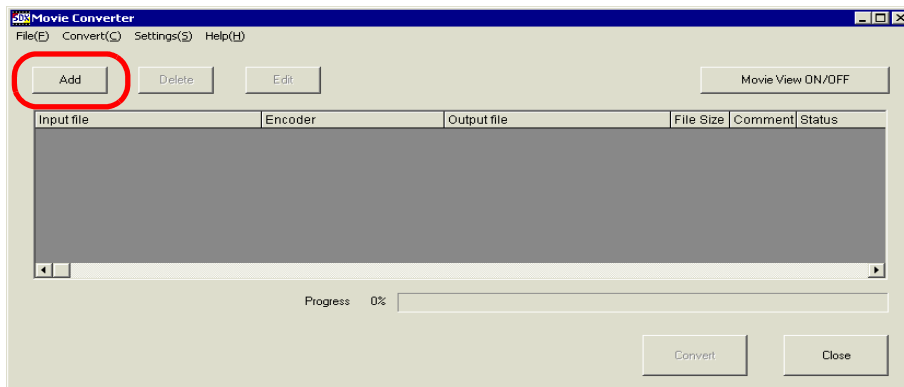 SDK Movie Converter
File(F) Convert(C) Settings(S) Help(H)
Add Delete Edit Movie View ON/OFF
Input file Encoder Output file File Size Comment Status
Progress 0%
Convert Close